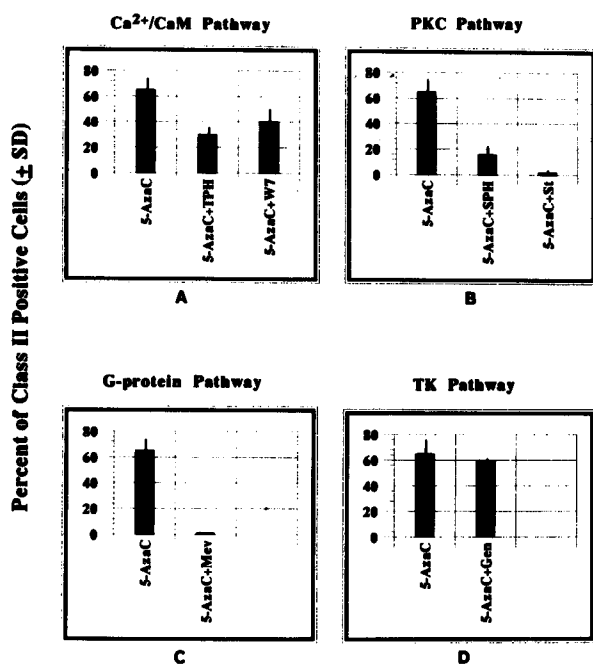 Ca²⁺/CaM Pathway
PKC Pathway
Percent of Class II Positive Cells (± SD)
80
60
40
20
0
5-AzaC
5-AzaC+TPH
5-AzaC+W7
A
80
60
40
20
0
5-AzaC
5-AzaC+SPH
5-AzaC+St
B
G-protein Pathway
TK Pathway
80
60
40
20
0
5-AzaC
5-AzaC+Mev
C
80
60
40
20
0
5-AzaC
5-AzaC+Gen
D